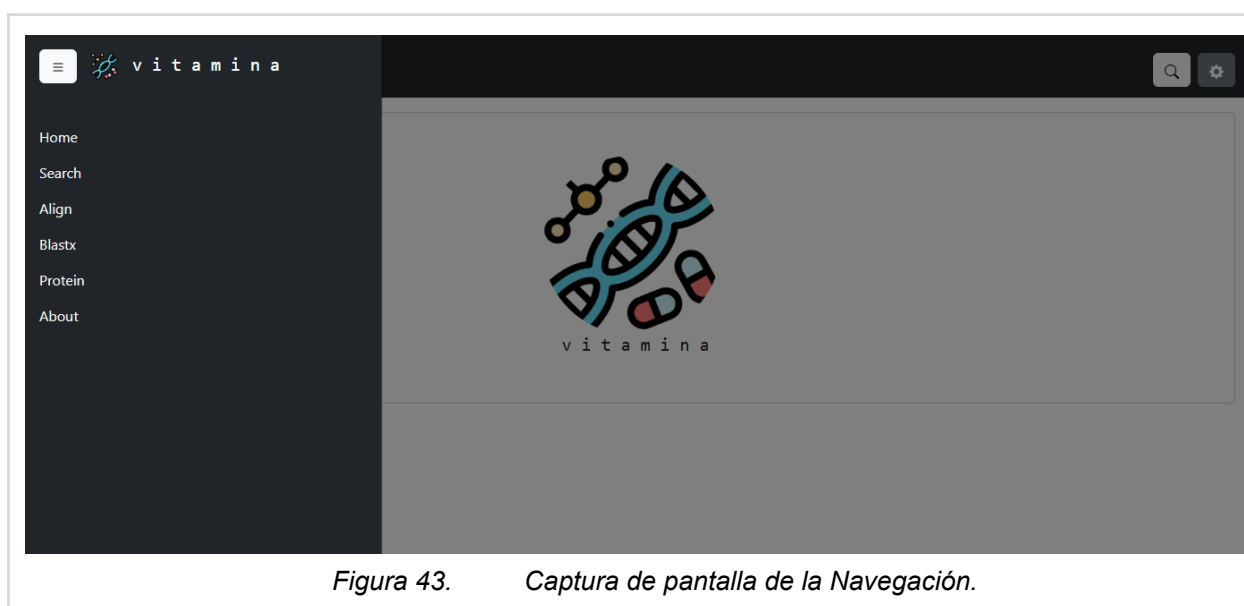 v i t a m i n a
Home
Search
Align
Blastx
Protein
About
v i t a m i n a
Figura 43. Captura de pantalla de la Navegación.